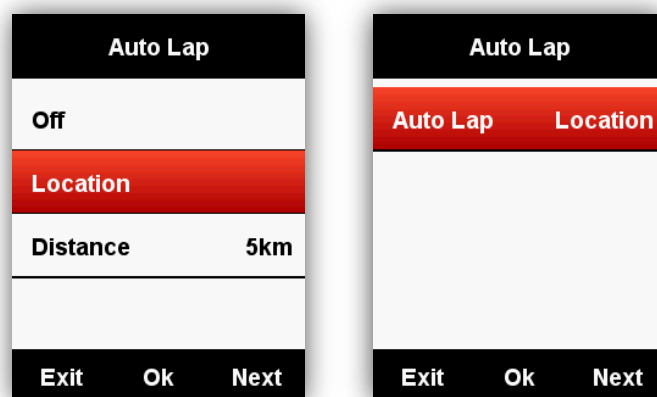 Auto Lap
Off
Location
Distance 5km
Exit Ok Next
Auto Lap
Auto Lap Location
Exit Ok Next